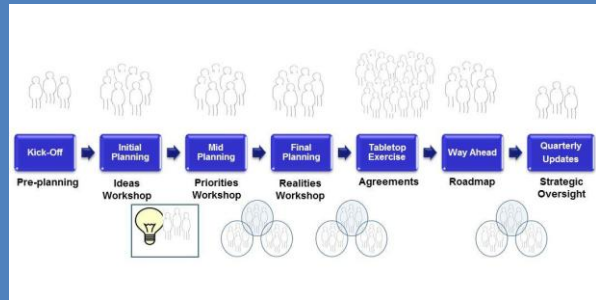 Kick-Off
Initial
Planning
Mid
Planning
Final
Planning
Tabletop
Exercise
Way Ahead
Quarterly
Updates
Pre-planning
Ideas
Workshop
Priorities
Workshop
Realities
Workshop
Agreements
Roadmap
Strategic
Oversight